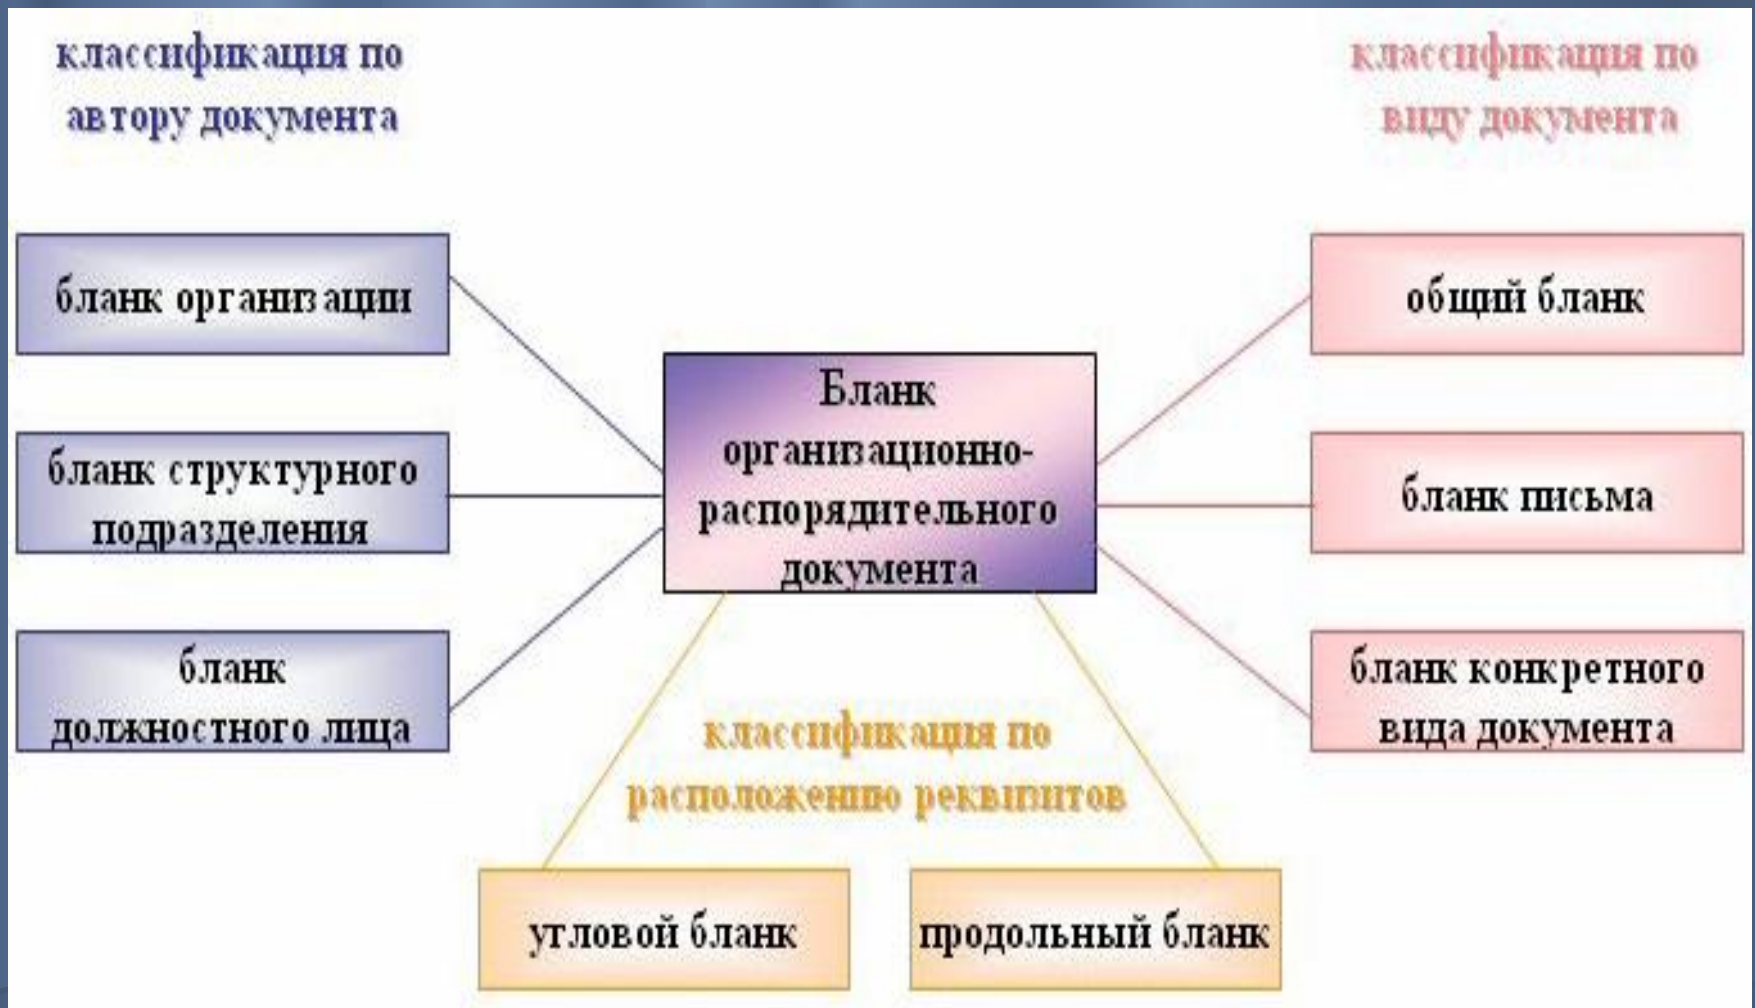 классификация по
автору документа
классификация по
виду документа
бланк организации
бланк структурного
подразделения
бланк
должностного лица
Бланк
организационно-
распорядительного
документа
общий бланк
бланк письма
бланк конкретного
вида документа
классификация по
расположению реквизитов
угловой бланк
продольный бланк